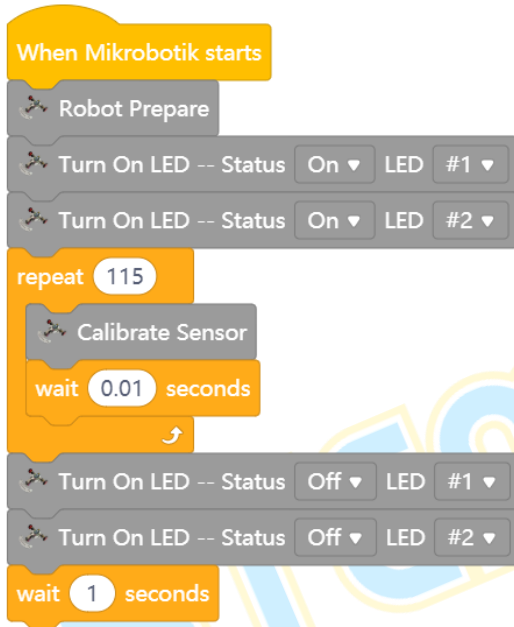 When Mikrobotik starts
Robot Prepare
Turn On LED -- Status On LED #1
Turn On LED -- Status On LED #2
repeat 115
Calibrate Sensor
wait 0.01 seconds
Turn On LED -- Status Off LED #1
Turn On LED -- Status Off LED #2
wait 1 seconds